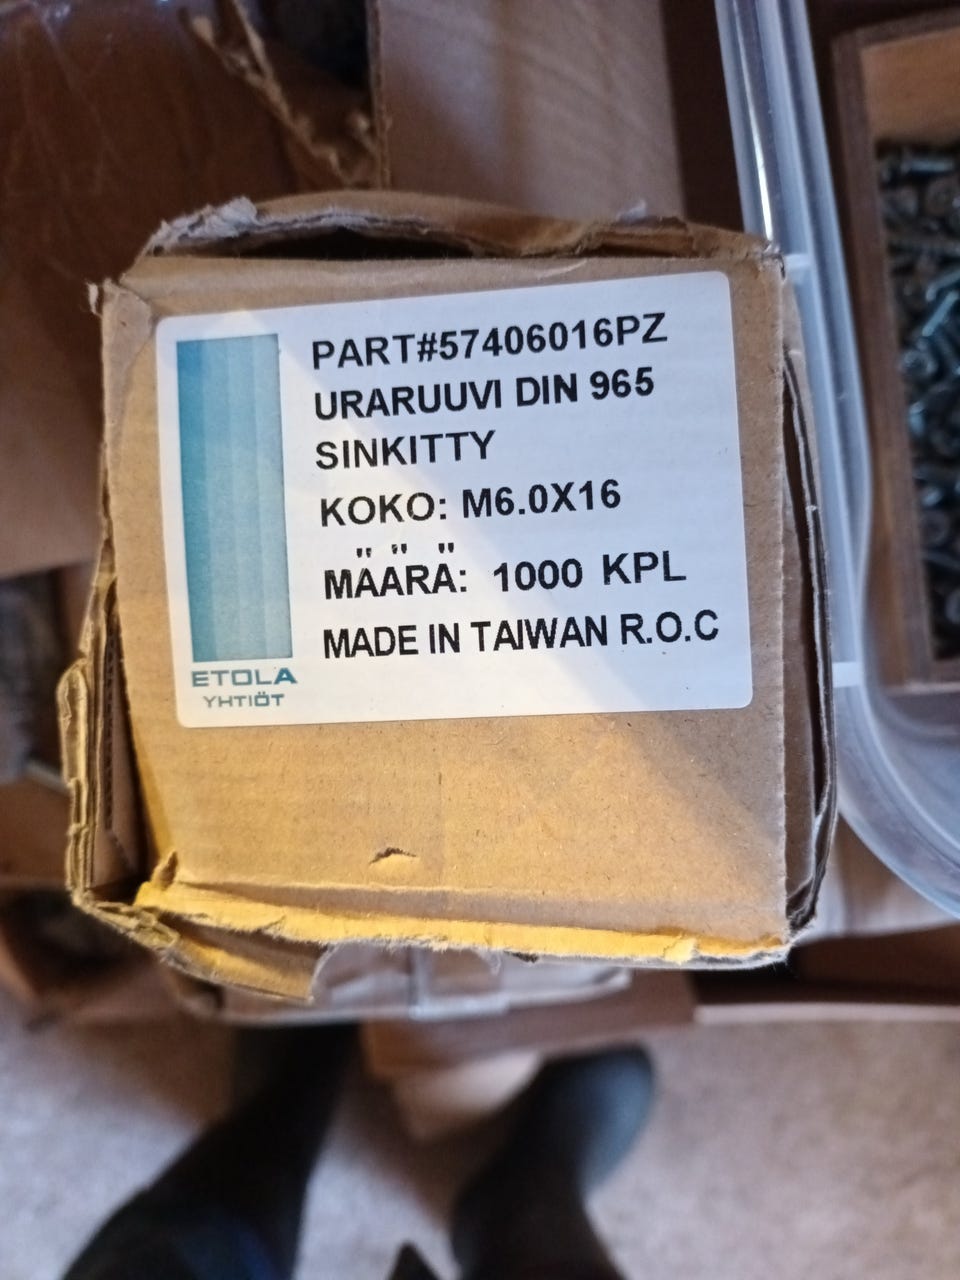 PART#57406016PZ
URARUUVI DIN 965
SINKITTY
KOKO: M6.0X16
MÄÄRÄ: 1000 KPL
MADE IN TAIWAN R.O.C
ETOLA
YHTIÖT